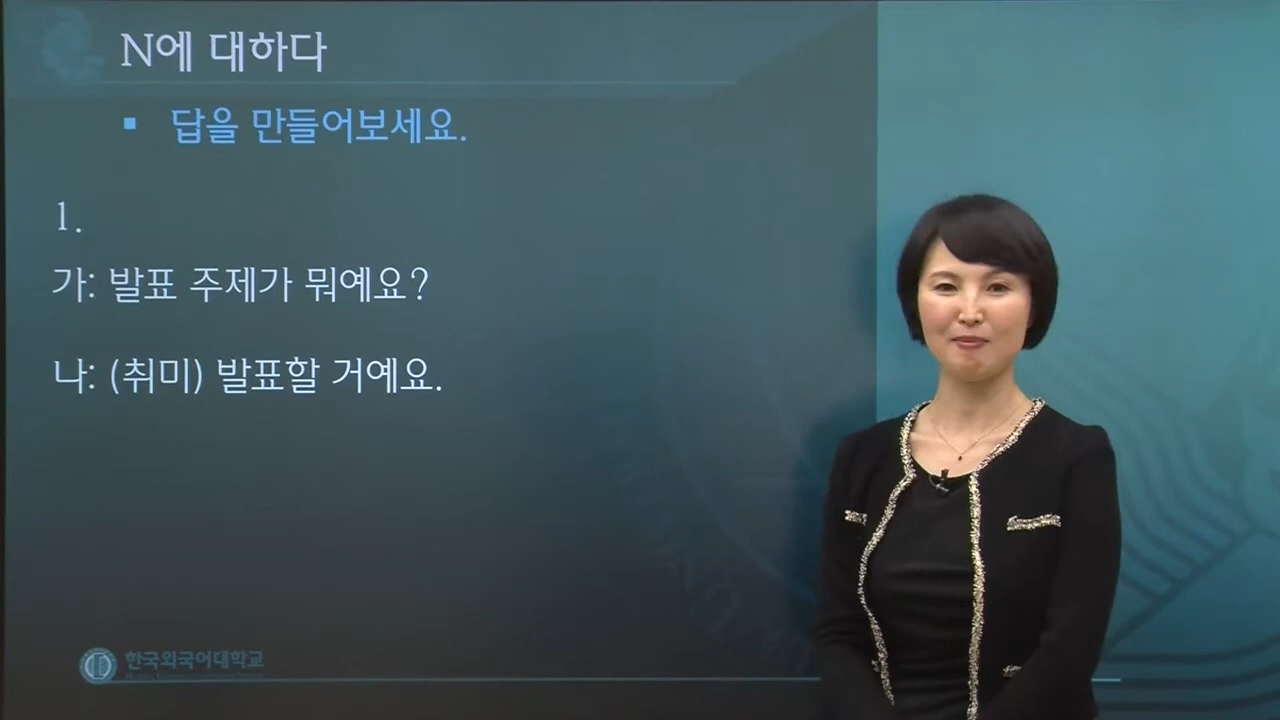 N에 대하다
▪ 답을 만들어보세요.
1.
가: 발표 주제가 뭐예요?
나: (취미) 발표할 거예요.
한국외국어대학교